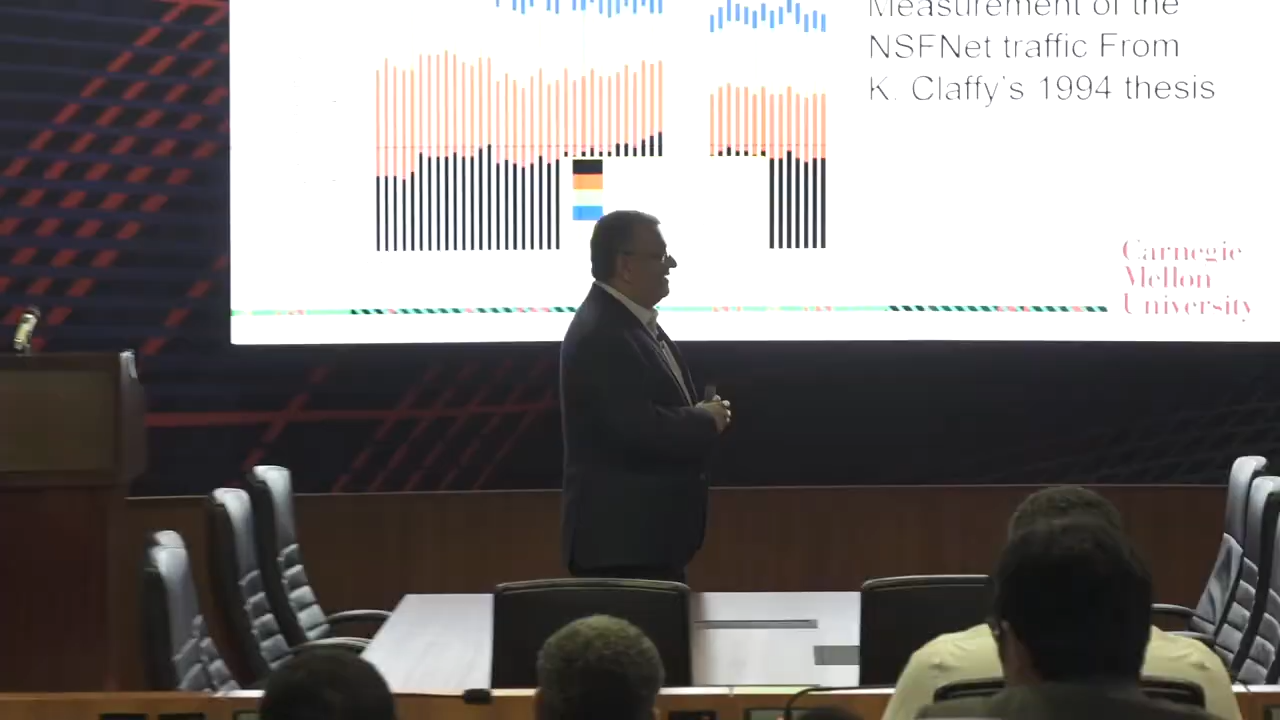 Measurement of the
NSFNet traffic From
K. Claffy's 1994 thesis
Carnegie
Mellon
University